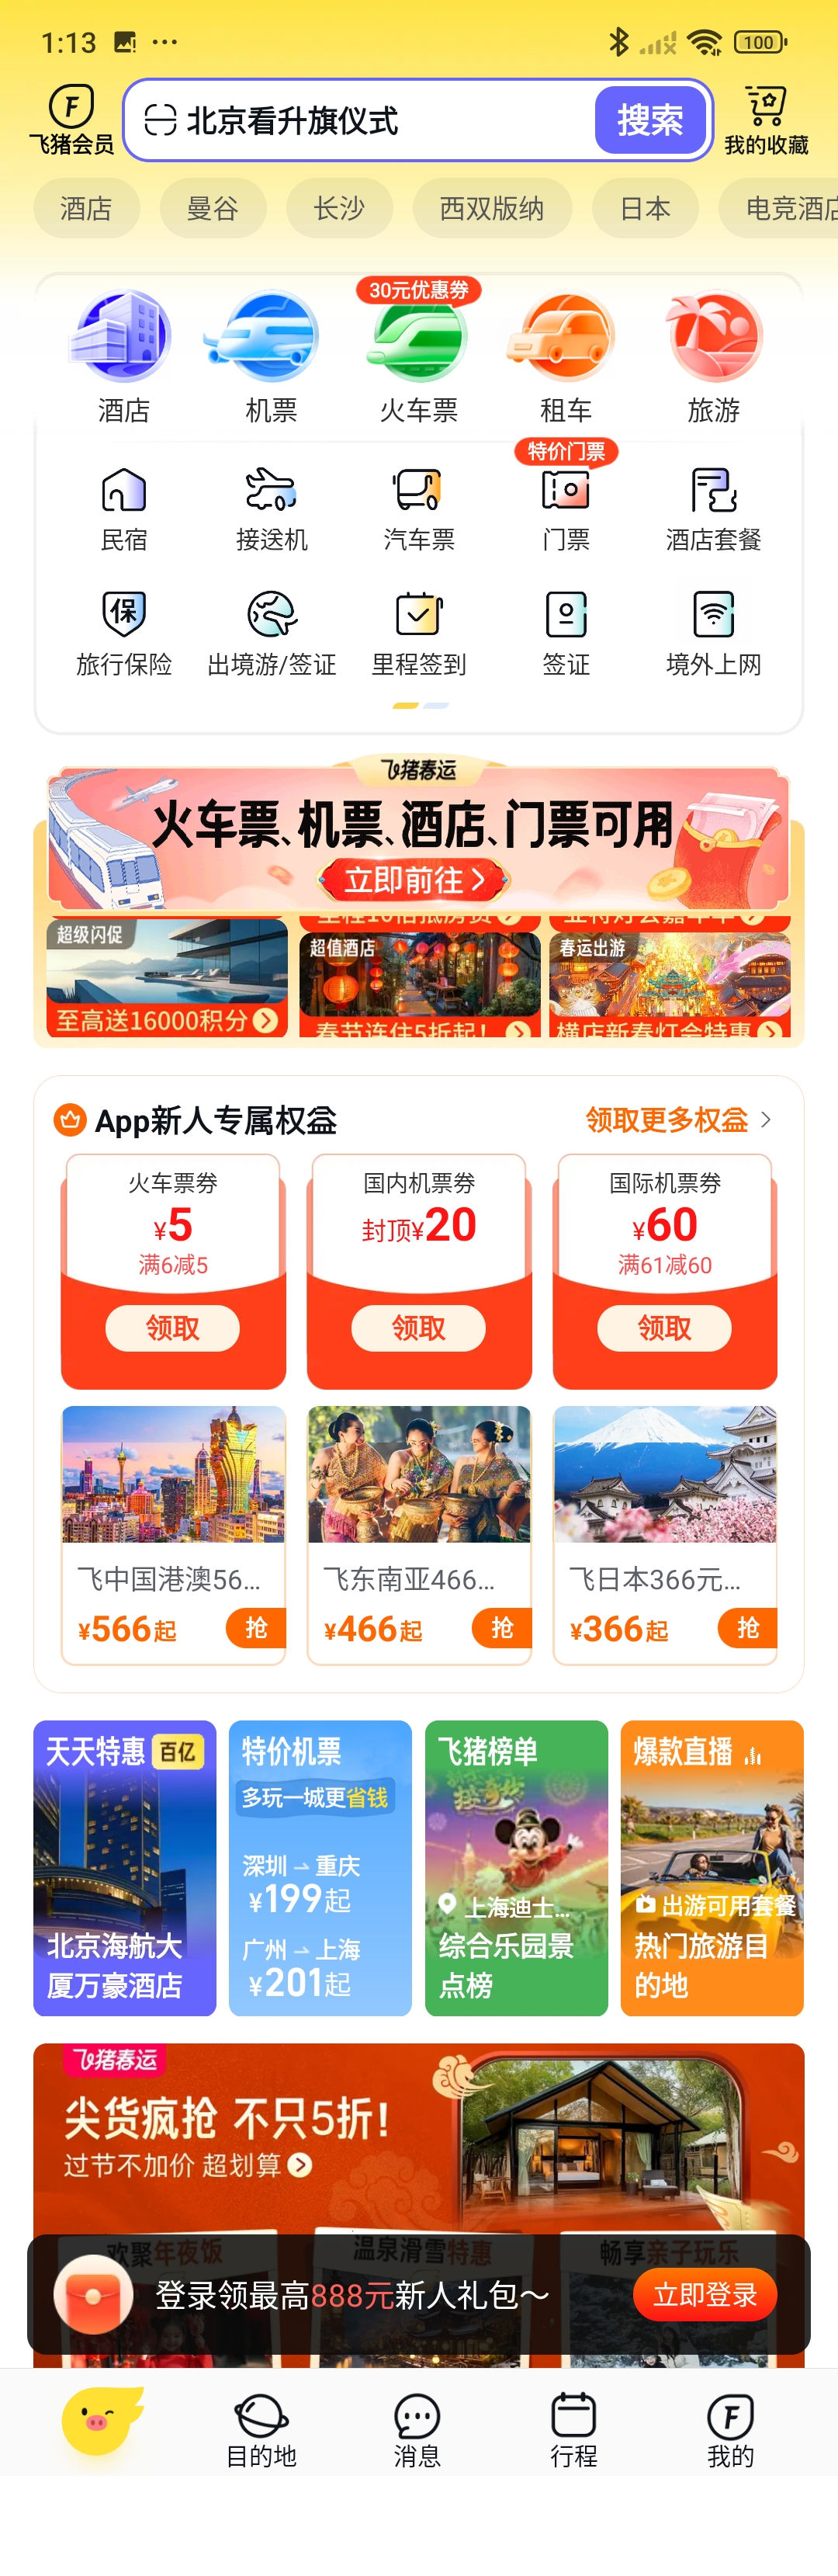 1:13
100
飞猪会员
北京看升旗仪式
搜索
我的收藏
酒店
曼谷
长沙
西双版纳
日本
电竞酒店
30元优惠券
酒店
机票
火车票
租车
旅游
特价门票
民宿
接送机
汽车票
门票
酒店套餐
保
旅行保险
出境游/签证
里程签到
签证
境外上网
飞猪春运
火车票、机票、酒店、门票可用
立即前往
超级闪促
至高送16000积分
超值酒店
春节连住5折起！
春运出游
横店新春灯会特惠
App新人专属权益
领取更多权益
火车票券
¥5
满6减5
领取
国内机票券
封顶¥20
领取
国际机票券
¥60
满61减60
领取
飞中国港澳56...
¥566起
抢
飞东南亚466...
¥466起
抢
飞日本366元...
¥366起
抢
天天特惠 百亿
北京海航大
厦万豪酒店
特价机票
多玩一城更省钱
深圳 → 重庆
¥199起
广州 → 上海
¥201起
飞猪榜单
上海迪士...
综合乐园景
点榜
爆款直播
出游可用套餐
热门旅游目
的地
飞猪春运
尖货疯抢 不只5折！
过节不加价 超划算
欢聚年夜饭
温泉滑雪特惠
畅享亲子玩乐
登录领最高888元新人礼包～
立即登录
目的地
消息
行程
我的